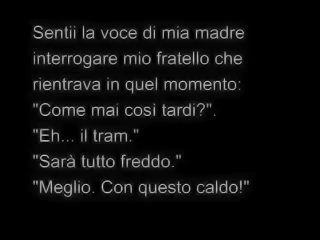 Sentii la voce di mia madre
interrogare mio fratello che
rientrava in quel momento:
"Come mai così tardi?".
"Eh... il tram."
"Sarà tutto freddo."
"Meglio. Con questo caldo!"